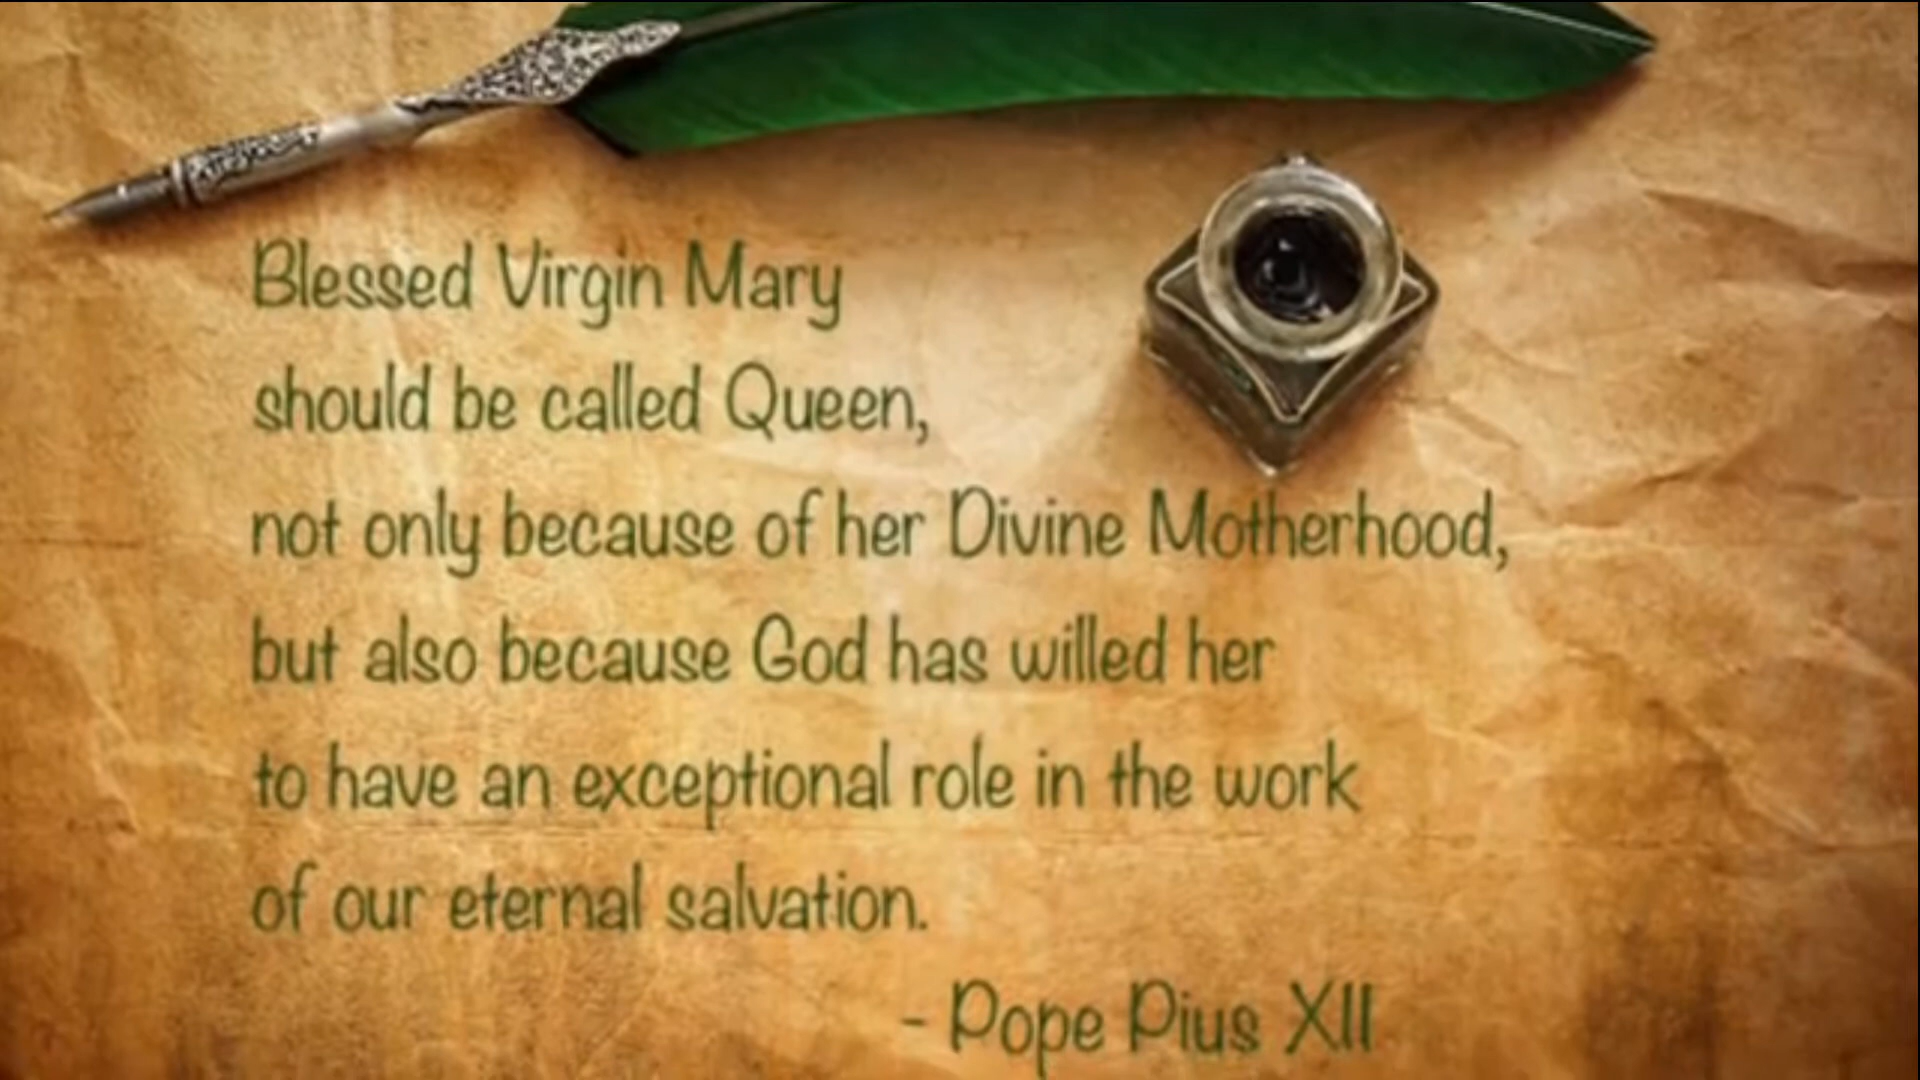 Blessed Virgin Mary
should be called Queen,
not only because of her Divine Motherhood,
but also because God has willed her
to have an exceptional role in the work
of our eternal salvation.
- Pope Pius XII